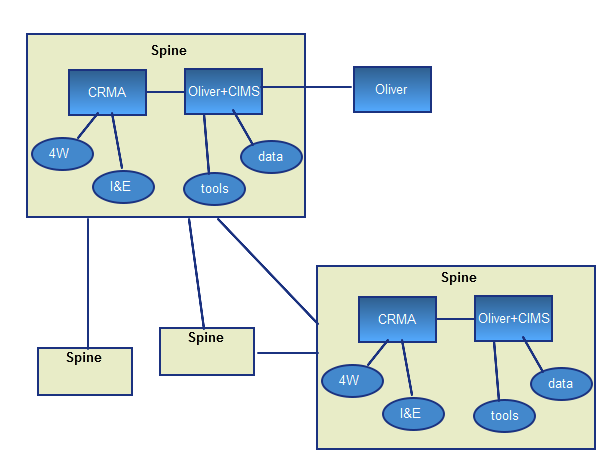 Spine
CRMA
Oliver+CIMS
Oliver
4W
I&E
tools
data
Spine
Spine
Spine
CRMA
Oliver+CIMS
4W
I&E
tools
data